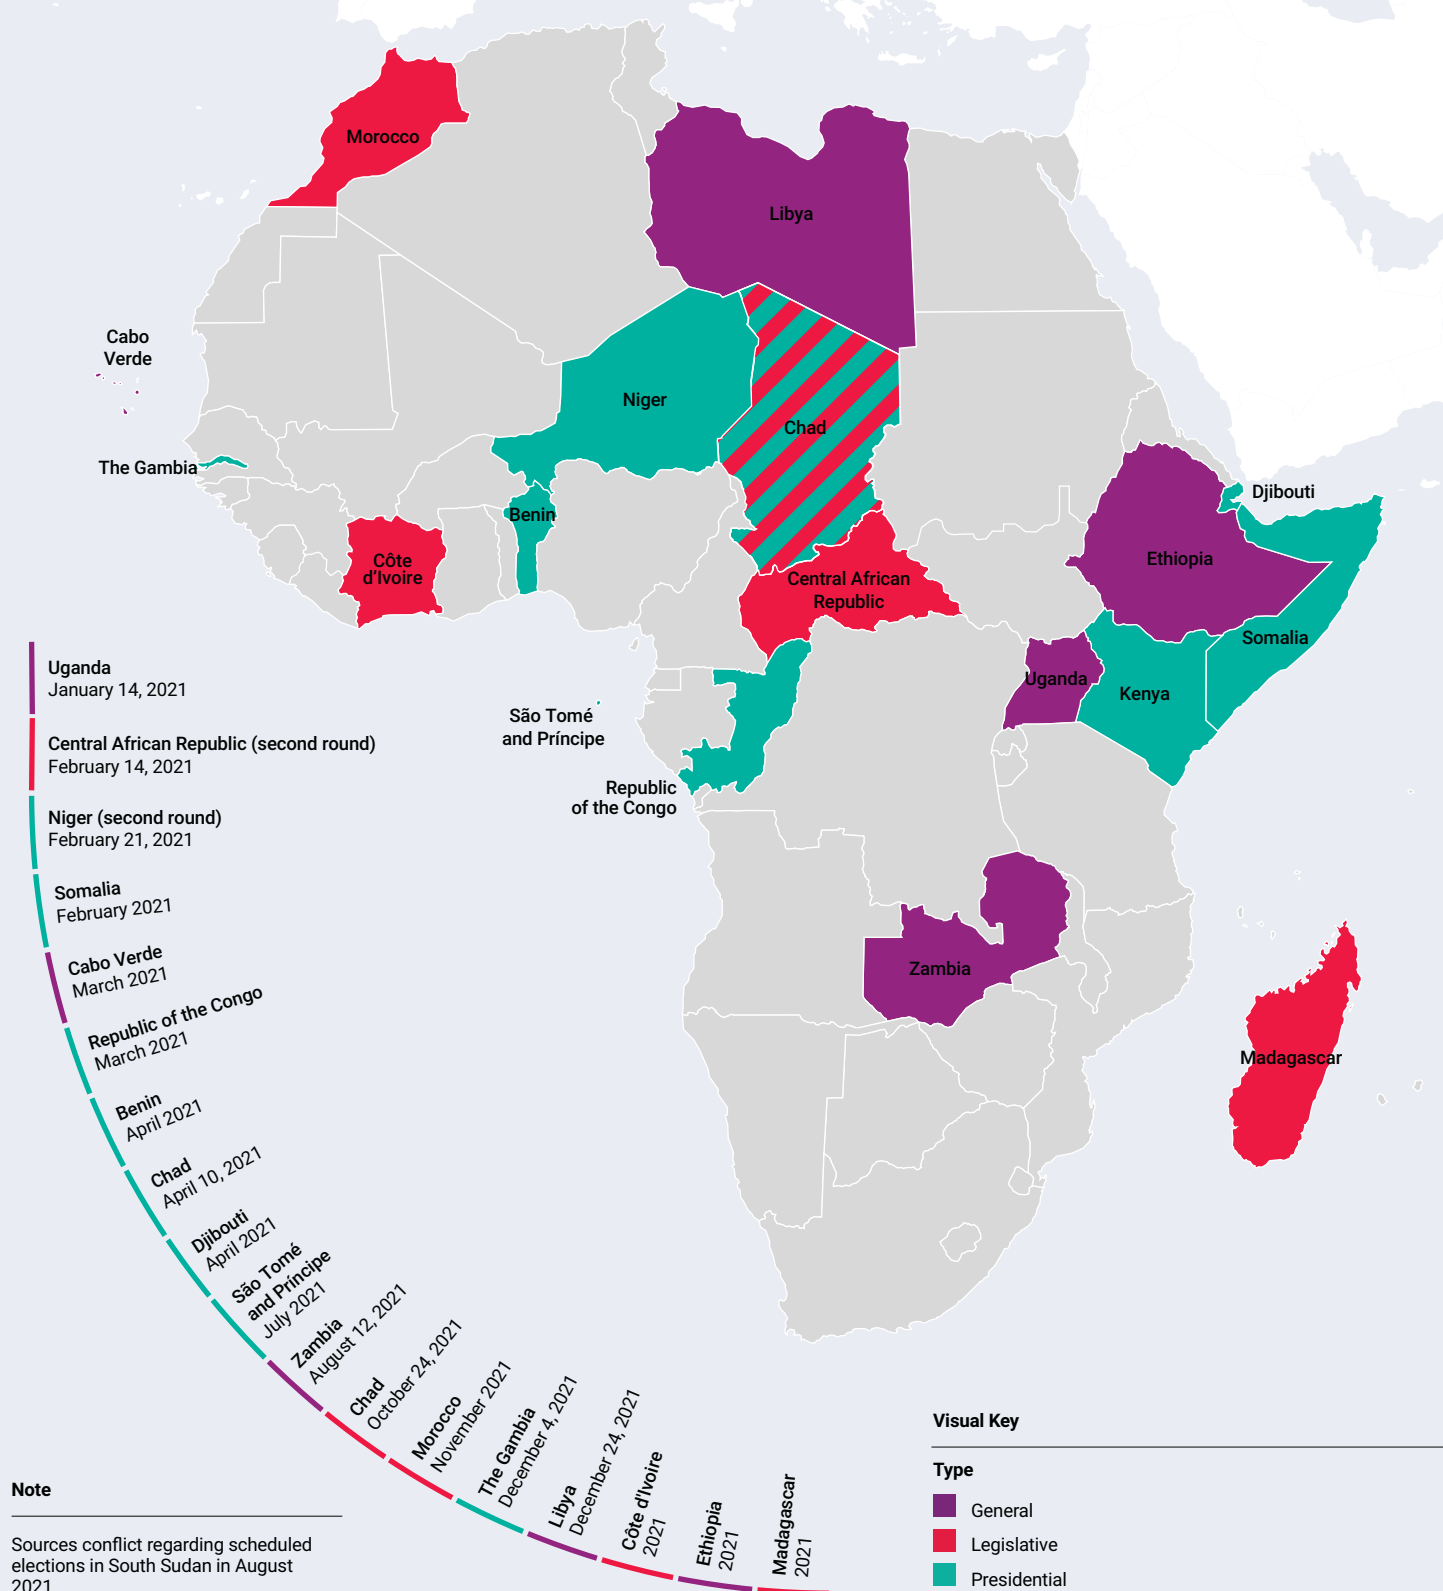 Morocco
Libya
Cabo
Verde
Niger
Chad
The Gambia
Benin
Djibouti
Côte
d'Ivoire
Ethiopia
Central African
Republic
Somalia
Uganda
Kenya
São Tomé
and Príncipe
Republic
of the Congo
Zambia
Madagascar
Uganda
January 14, 2021
Central African Republic (second round)
February 14, 2021
Niger (second round)
February 21, 2021
Somalia
February 2021
Cabo Verde
March 2021
Republic of the Congo
March 2021
Benin
April 2021
Chad
April 10, 2021
Djibouti
April 2021
São Tomé
and Príncipe
July 2021
Zambia
August 12, 2021
Chad
October 24, 2021
Morocco
November 2021
The Gambia
December 4, 2021
Libya
December 24, 2021
Côte d'Ivoire
2021
Ethiopia
2021
Madagascar
2021
Note
Sources conflict regarding scheduled
elections in South Sudan in August
2021
Visual Key
Type
General
Legislative
Presidential